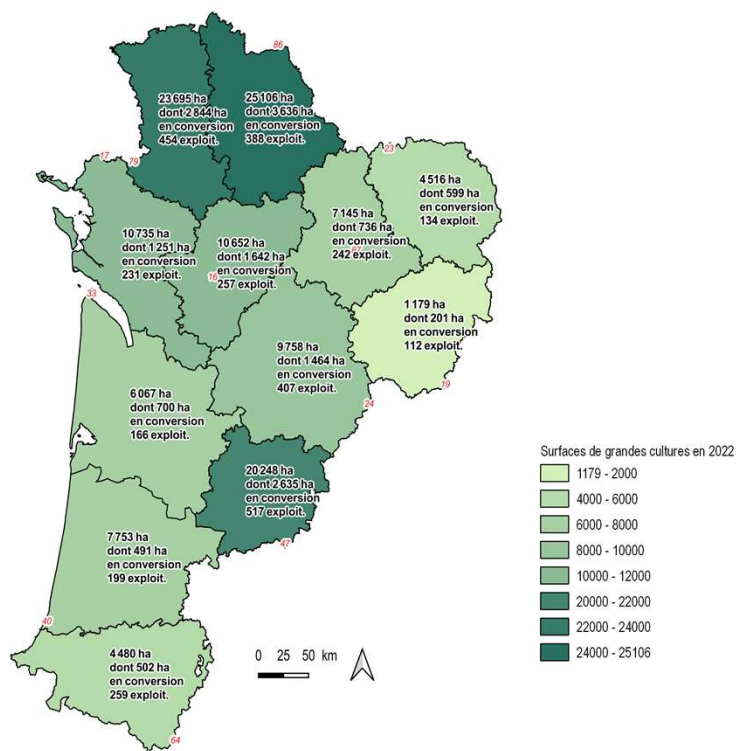 86
23 695 ha
dont 2 844 ha
en conversion
454 exploit.
25 106 ha
dont 3 636 ha
en conversion
388 exploit.
17
79
23
4 516 ha
dont 599 ha
en conversion
134 exploit.
7 145 ha
dont 736 ha
en conversion
87
242 exploit.
10 735 ha
dont 1 251 ha
en conversion
231 exploit.
10 652 ha
dont 1 642 ha
en conversion
16
257 exploit.
33
1 179 ha
dont 201 ha
en conversion
112 exploit.
19
9 758 ha
dont 1 464 ha
en conversion
407 exploit.
24
6 067 ha
dont 700 ha
en conversion
166 exploit.
20 248 ha
dont 2 635 ha
en conversion
517 exploit.
47
7 753 ha
dont 491 ha
en conversion
199 exploit.
40
4 480 ha
dont 502 ha
en conversion
259 exploit.
64
0 25 50 km
Surfaces de grandes cultures en 2022
1179 - 2000
4000 - 6000
6000 - 8000
8000 - 10000
10000 - 12000
20000 - 22000
22000 - 24000
24000 - 25106